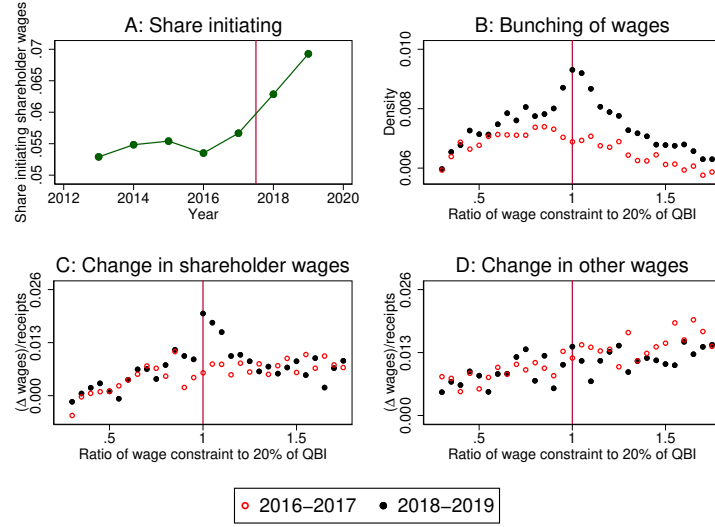 A: Share initiating
Share initiating shareholder wages
.05 .055 .06 .065 .07
2012 2014 2016 2018 2020
Year
B: Bunching of wages
Density
0.006 0.008 0.010
.5 1 1.5
Ratio of wage constraint to 20% of QBI
C: Change in shareholder wages
(Δ wages)/receipts
0.000 0.013 0.026
.5 1 1.5
Ratio of wage constraint to 20% of QBI
D: Change in other wages
(Δ wages)/receipts
0.000 0.013 0.026
.5 1 1.5
Ratio of wage constraint to 20% of QBI
2016−2017 2018−2019